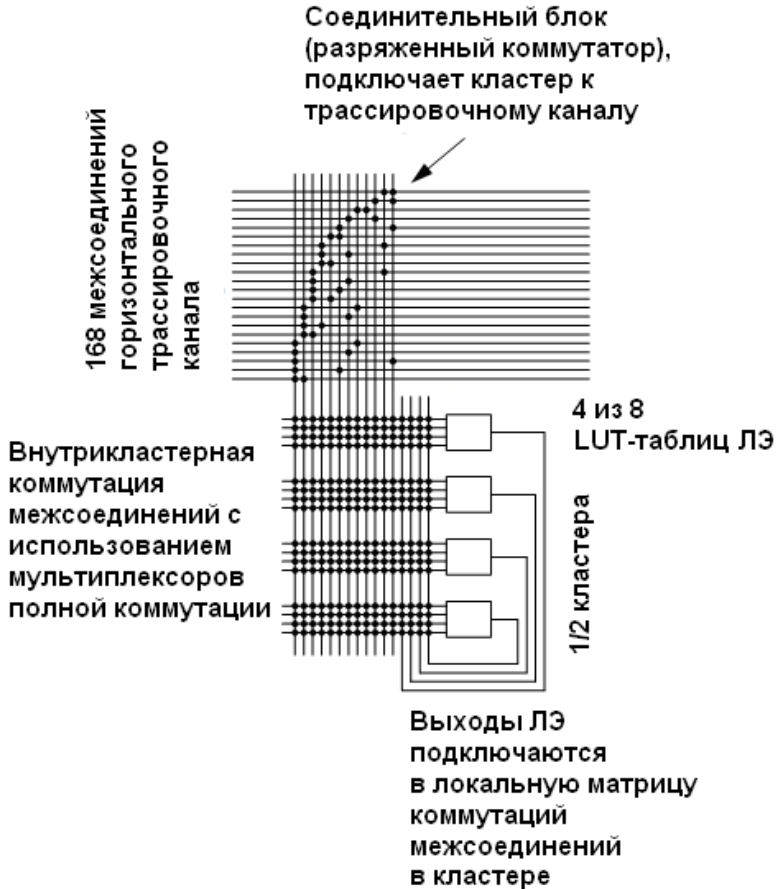 Соединительный блок
(разряженный коммутатор),
подключает кластер к
трассировочному каналу
168 межсоединений
горизонтального
трассировочного
канала
4 из 8
LUT-таблиц ЛЭ
Внутрикластерная
коммутация
межсоединений с
использованием
мультиплексоров
полной коммутации
1/2 кластера
Выходы ЛЭ
подключаются
в локальную матрицу
коммутаций
межсоединений
в кластере